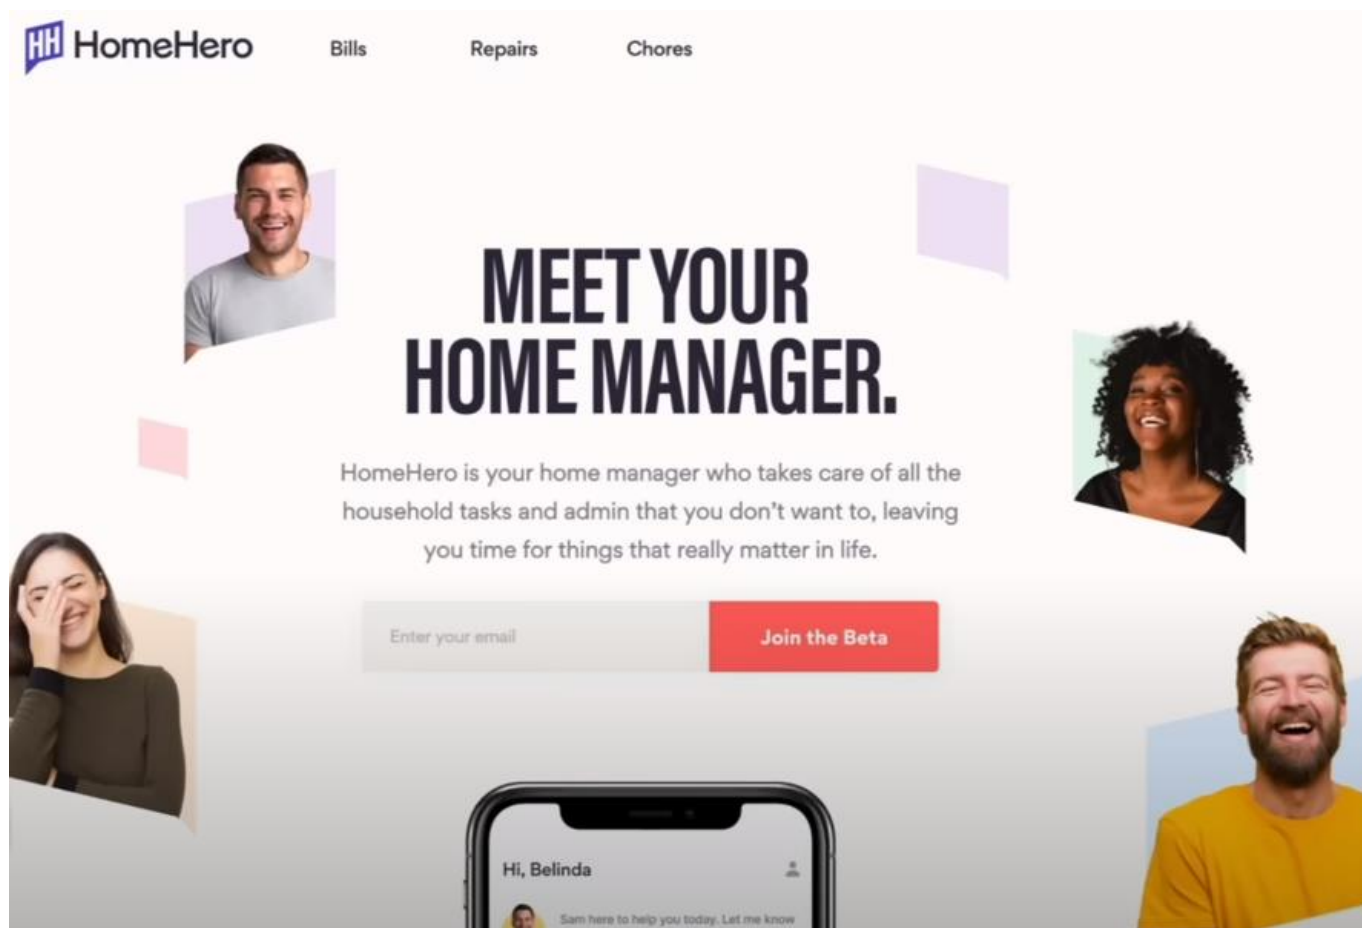 HH HomeHero
Bills
Repairs
Chores
MEET YOUR
HOME MANAGER.
HomeHero is your home manager who takes care of all the
household tasks and admin that you don't want to, leaving
you time for things that really matter in life.
Enter your email
Join the Beta
Hi, Belinda
Sam here to help you today. Let me know